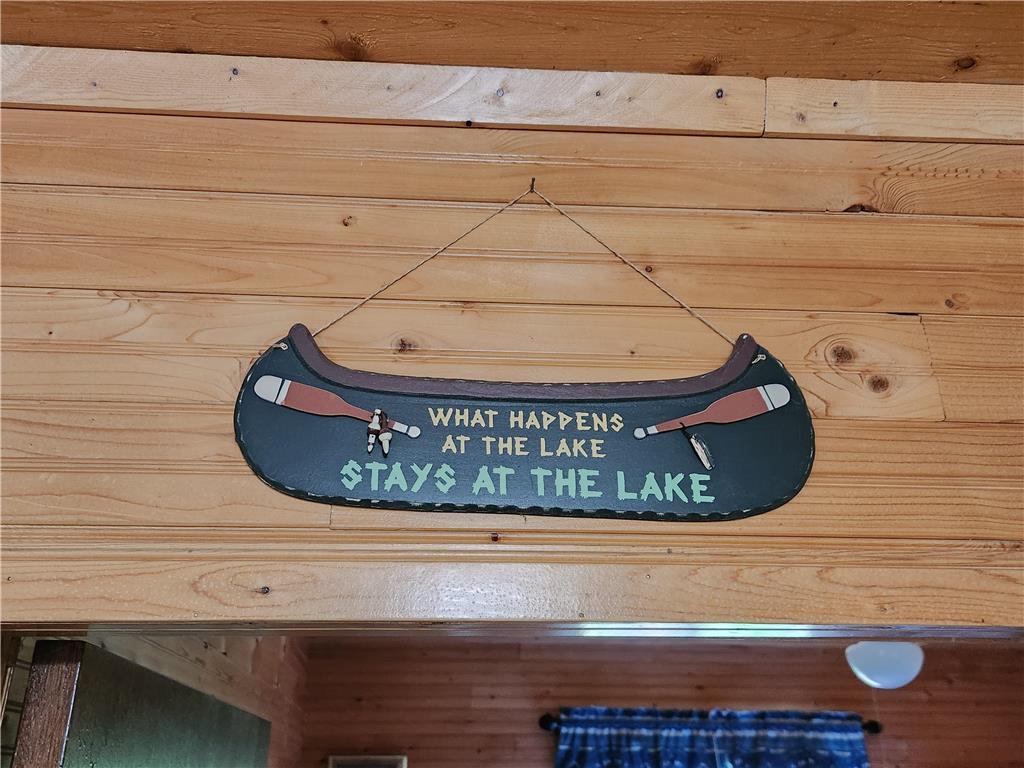 WHAT HAPPENS
AT THE LAKE
STAYS AT THE LAKE